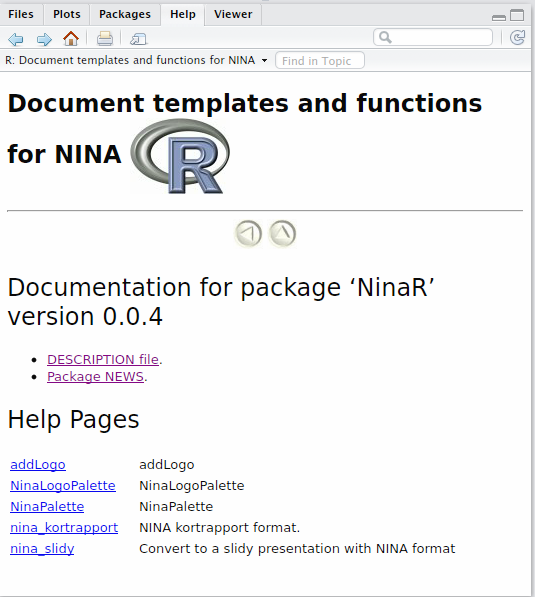 Files Plots Packages Help Viewer
R: Document templates and functions for NINA Find in Topic
Document templates and functions
for NINA R
Documentation for package ‘NinaR’
version 0.0.4
DESCRIPTION file.
Package NEWS.
Help Pages
addLogo addLogo
NinaLogoPalette NinaLogoPalette
NinaPalette NinaPalette
nina_kortrapport NINA kortrapport format.
nina_slidy Convert to a slidy presentation with NINA format